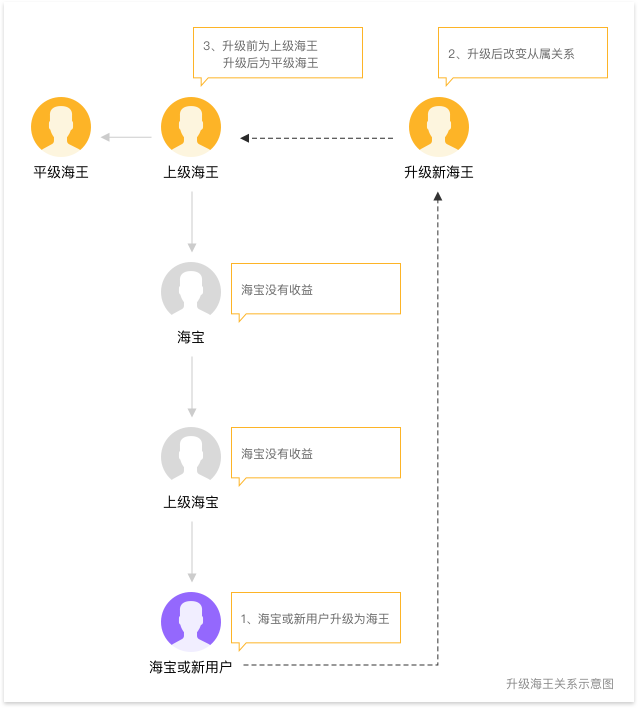 3、升级前为上级海王
升级后为平级海王
2、升级后改变从属关系
平级海王
上级海王
升级新海王
海宝没有收益
海宝
海宝没有收益
上级海宝
1、海宝或新用户升级为海王
海宝或新用户
升级海王关系示意图